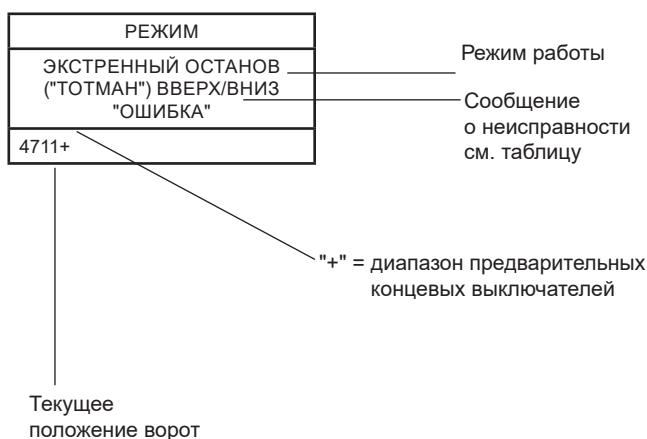 РЕЖИМ
ЭКСТРЕННЫЙ ОСТАНОВ
("ТОТМАН") ВВЕРХ/ВНИЗ
"ОШИБКА"
4711+
Режим работы
Сообщение
о неисправности
см. таблицу
"+" = диапазон предварительных
концевых выключателей
Текущее
положение ворот